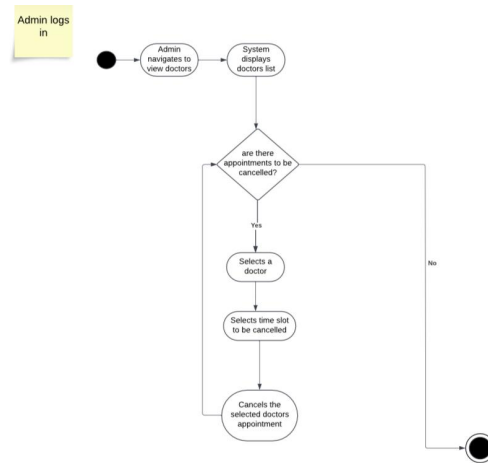 Admin logs
in
Admin
navigates to
view doctors
System
displays
doctors list
are there
appointments to be
cancelled?
Yes
No
Selects a
doctor
Selects time slot
to be cancelled
Cancels the
selected doctors
appointment